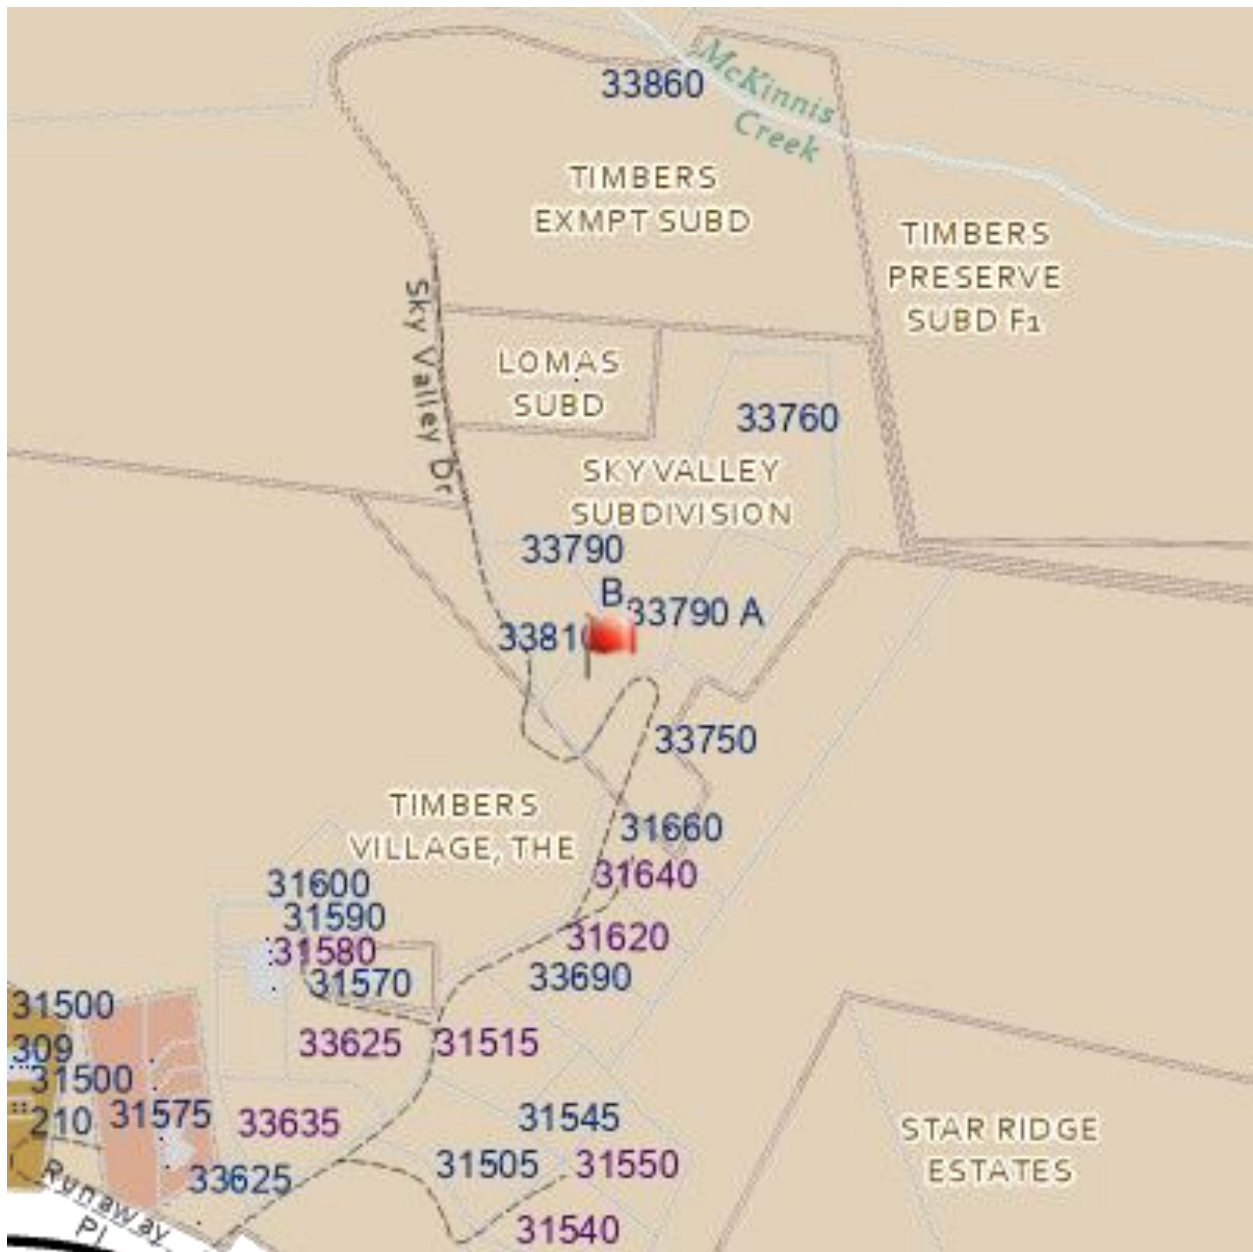 McKinnis
Creek
33860
TIMBERS
EXMPT SUBD
TIMBERS
PRESERVE
SUBD F1
Sky Valley Dr
LOMAS
SUBD
33760
SKY VALLEY
SUBDIVISION
33790
B
33790 A
3381
33750
TIMBERS
VILLAGE, THE
31660
31640
31600
31590
31620
31580
31570
33690
31500
33625
31515
309
31500
210
31575
33635
31545
STAR RIDGE
ESTATES
31505
31550
33625
Runaway
Pl
31540